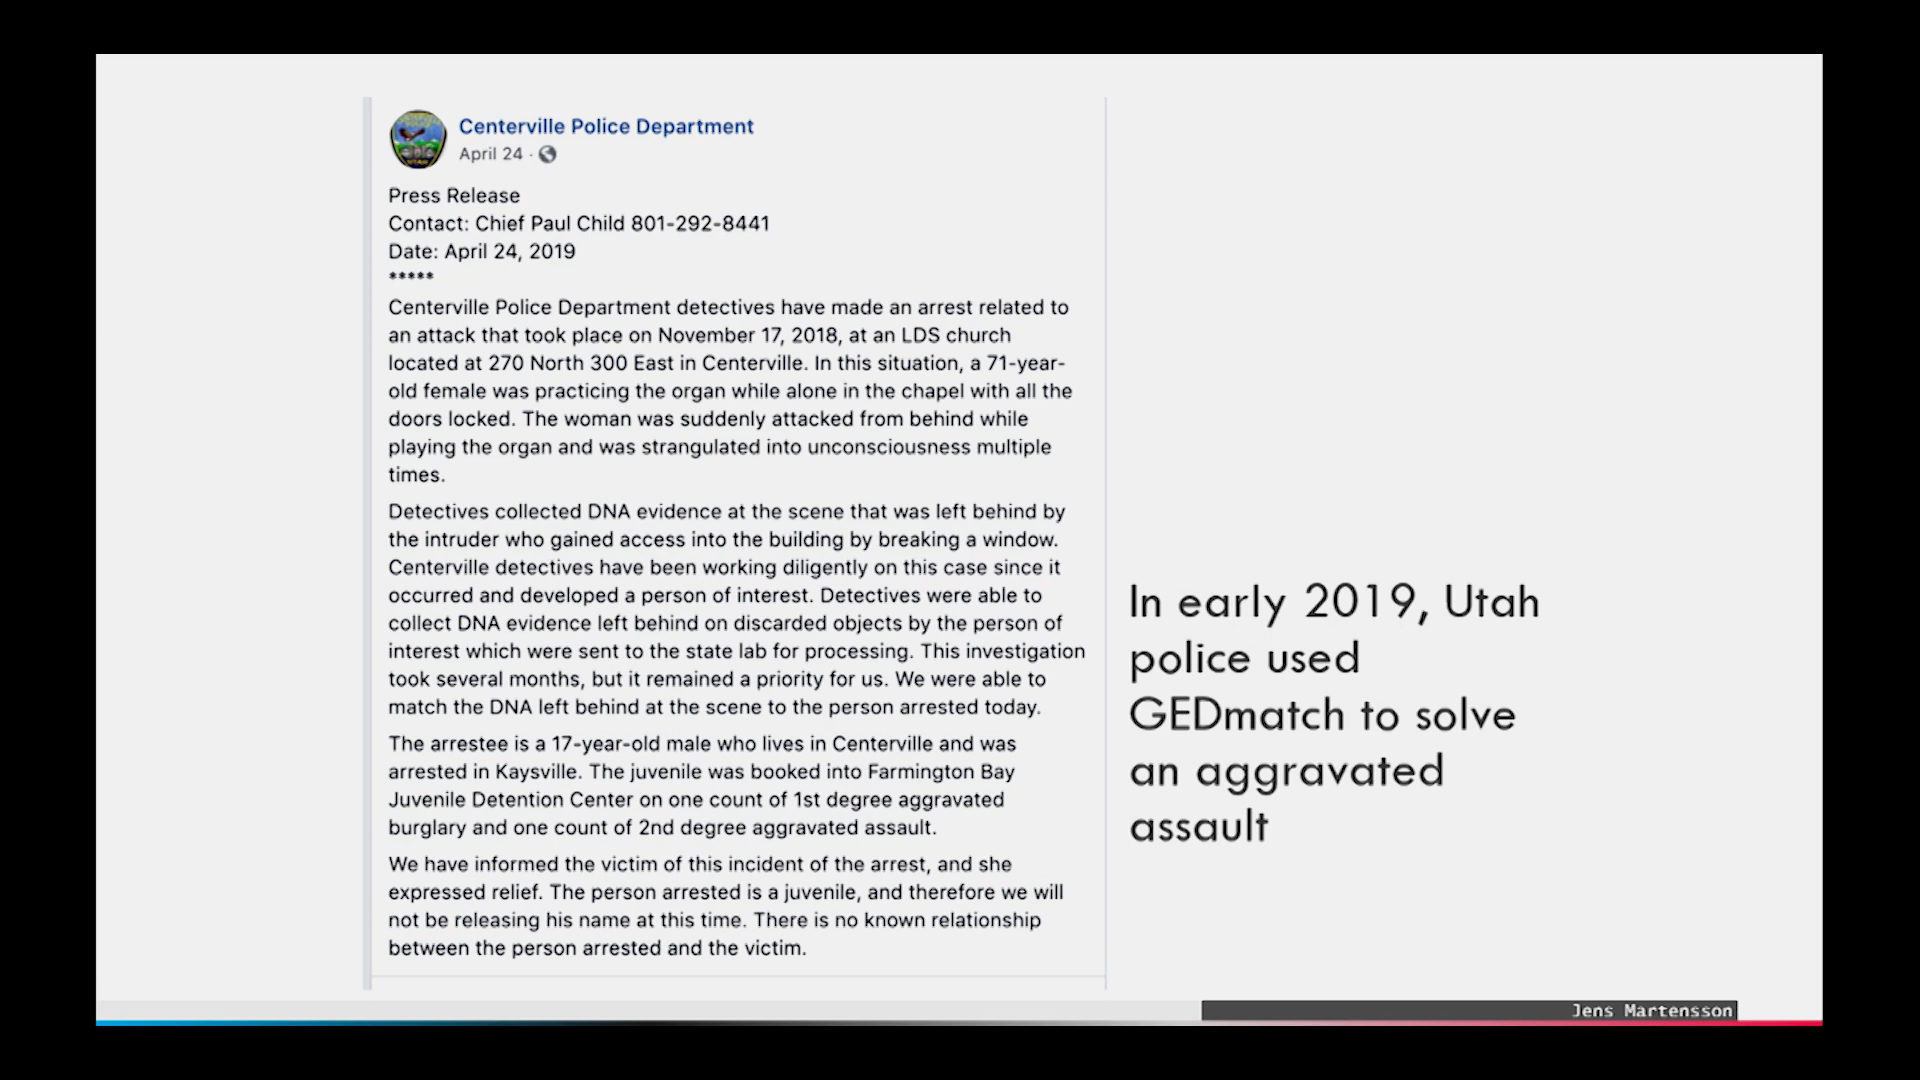 Centerville Police Department
April 24 ·
Press Release
Contact: Chief Paul Child 801-292-8441
Date: April 24, 2019
*****
Centerville Police Department detectives have made an arrest related to
an attack that took place on November 17, 2018, at an LDS church
located at 270 North 300 East in Centerville. In this situation, a 71-year-
old female was practicing the organ while alone in the chapel with all the
doors locked. The woman was suddenly attacked from behind while
playing the organ and was strangulated into unconsciousness multiple
times.
Detectives collected DNA evidence at the scene that was left behind by
the intruder who gained access into the building by breaking a window.
Centerville detectives have been working diligently on this case since it
occurred and developed a person of interest. Detectives were able to
collect DNA evidence left behind on discarded objects by the person of
interest which were sent to the state lab for processing. This investigation
took several months, but it remained a priority for us. We were able to
match the DNA left behind at the scene to the person arrested today.
The arrestee is a 17-year-old male who lives in Centerville and was
arrested in Kaysville. The juvenile was booked into Farmington Bay
Juvenile Detention Center on one count of 1st degree aggravated
burglary and one count of 2nd degree aggravated assault.
We have informed the victim of this incident of the arrest, and she
expressed relief. The person arrested is a juvenile, and therefore we will
not be releasing his name at this time. There is no known relationship
between the person arrested and the victim.
In early 2019, Utah
police used
GEDmatch to solve
an aggravated
assault
Jens Martensson